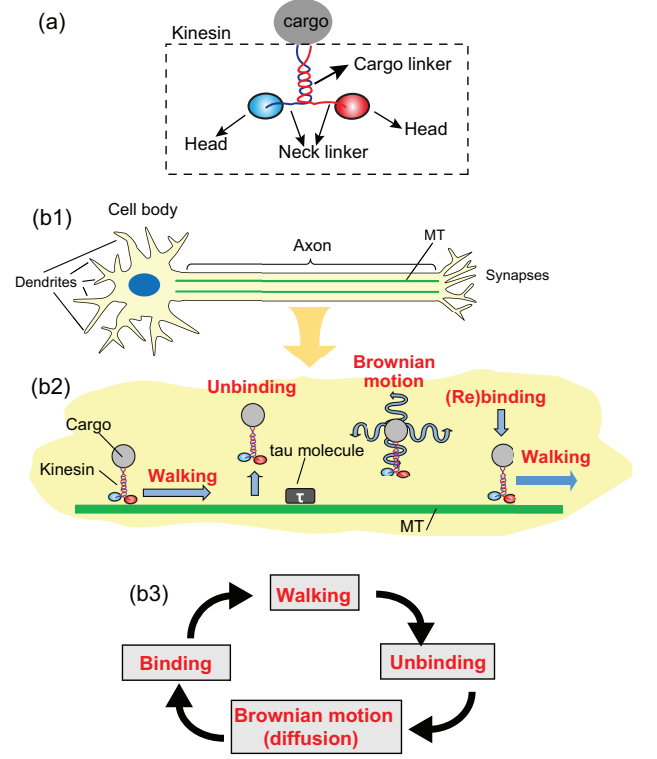 (a)
cargo
Kinesin
Cargo linker
Head
Neck linker
Head
(b1)
Cell body
Axon
MT
Dendrites
Synapses
(b2)
Unbinding
Brownian
motion
(Re)binding
Cargo
tau molecule
Kinesin
Walking
Walking
τ
MT
(b3)
Walking
Binding
Unbinding
Brownian motion
(diffusion)